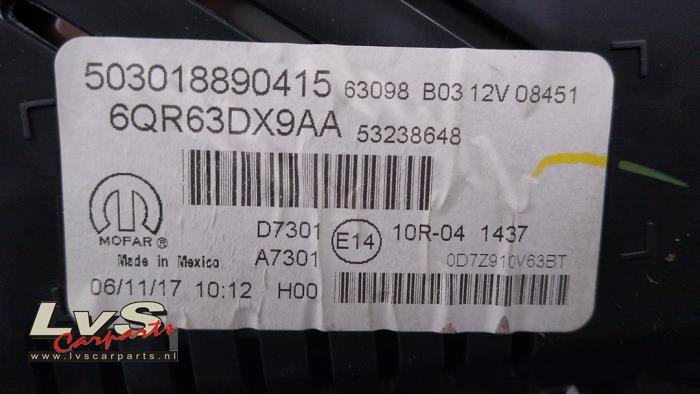 503018890415 63098 B03 12V 08451
6QR63DX9AA 53238648
MOPAR ®
Made in Mexico
D7301
A7301
E14
10R-04 1437
0D7Z910V63BT
06/11/17 10:12 H00
LvS
Carparts
www.lvscarparts.nl